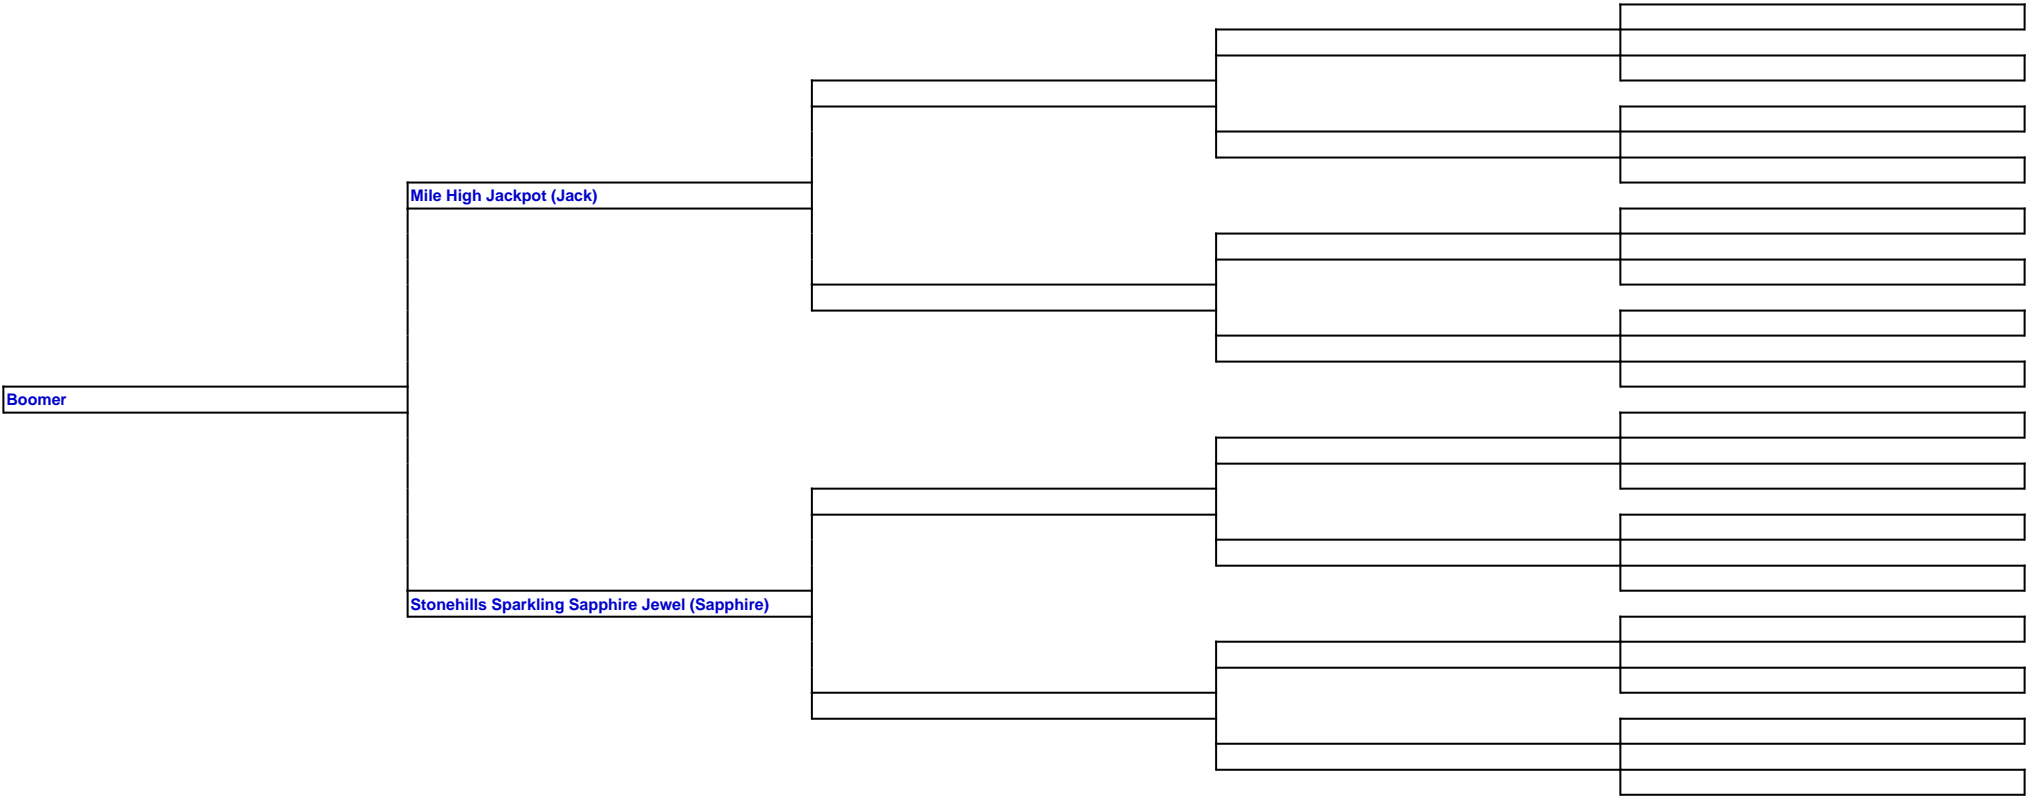 Mile High Jackpot (Jack)
Boomer
Stonehills Sparkling Sapphire Jewel (Sapphire)